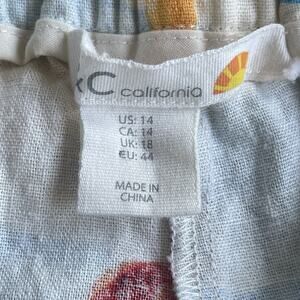 C california
US: 14
CA: 14
UK: 18
EU: 44
MADE IN
CHINA